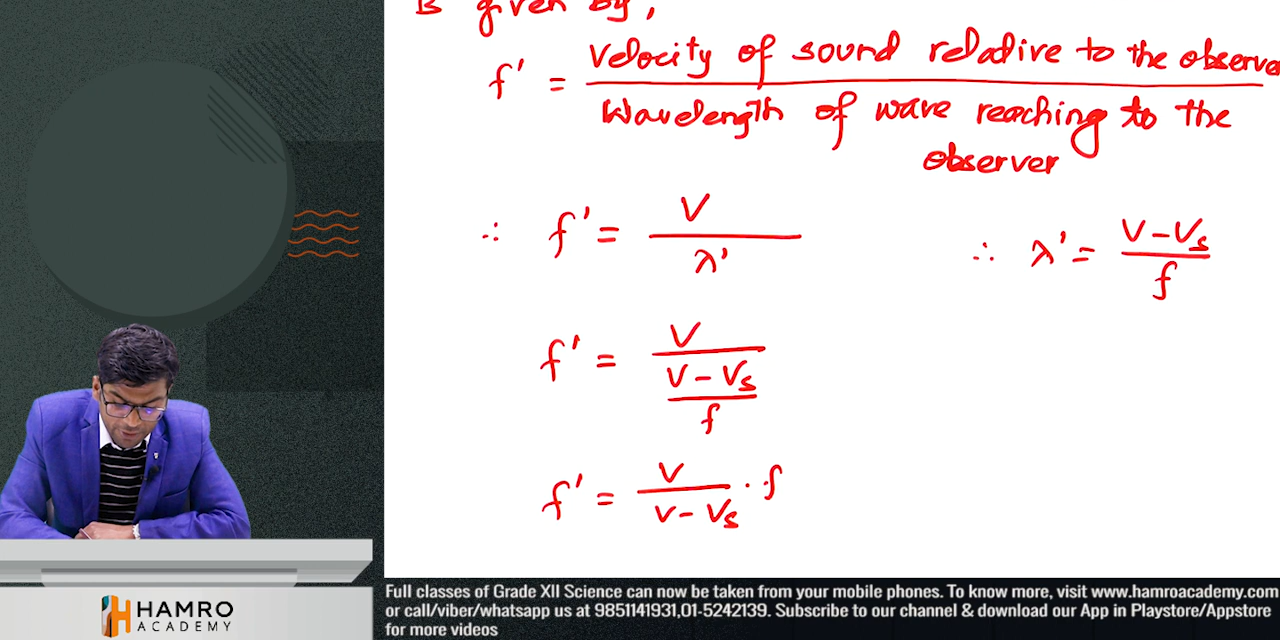 is given by,
f' = Velocity of sound relative to the observe / Wavelength of wave reaching to the observer
∴ f' = V / λ'
∴ λ' = V - Vs / f
f' = V / (V - Vs / f)
f' = V / V - Vs · f
HAMRO
ACADEMY
Full classes of Grade XII Science can now be taken from your mobile phones. To know more, visit www.hamroacademy.com
or call/viber/whatsapp us at 9851141931,01-5242139. Subscribe to our channel & download our App in Playstore/Appstore
for more videos